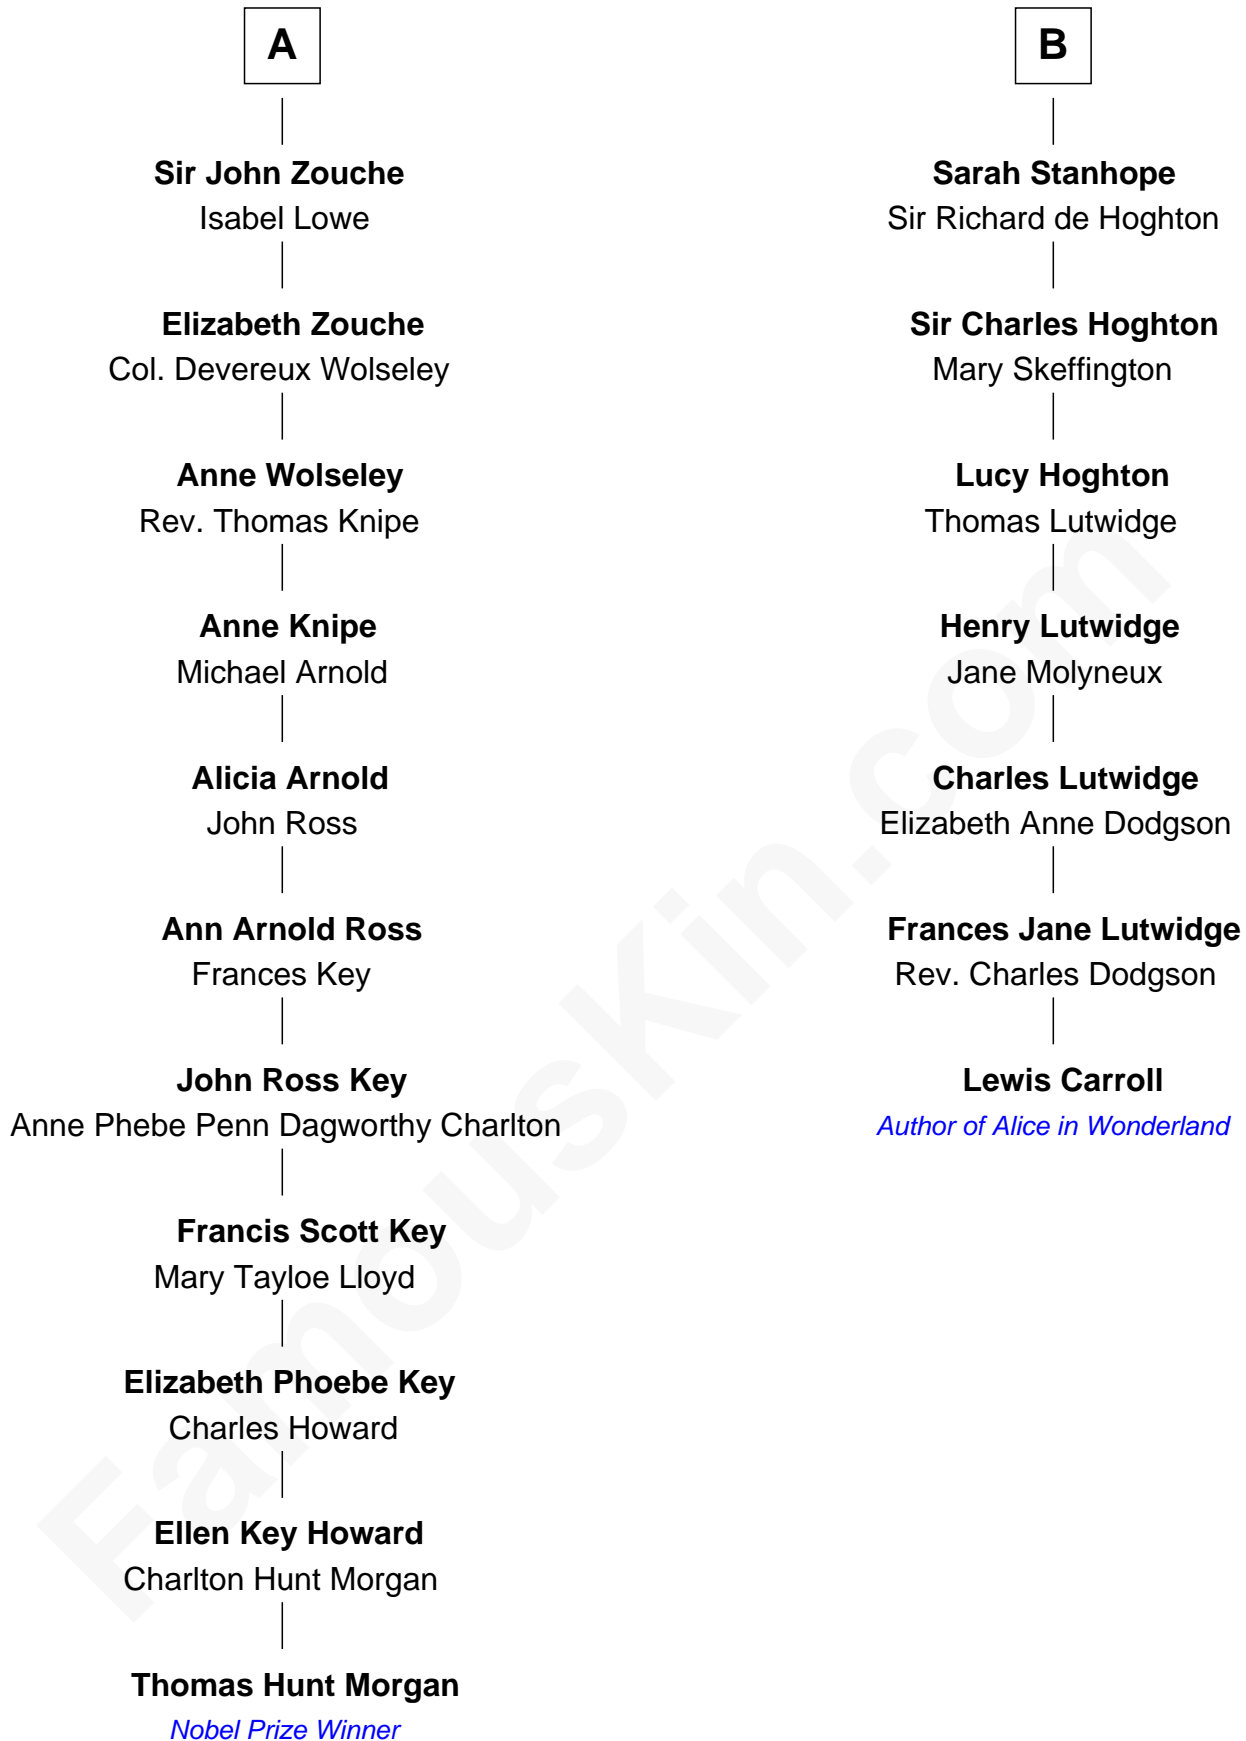 A
Sir John Zouche
Isabel Lowe
Elizabeth Zouche
Col. Devereux Wolseley
Anne Wolseley
Rev. Thomas Knipe
Anne Knipe
Michael Arnold
Alicia Arnold
John Ross
Ann Arnold Ross
Frances Key
John Ross Key
Anne Phebe Penn Dagworthy Charlton
Francis Scott Key
Mary Tayloe Lloyd
Elizabeth Phoebe Key
Charles Howard
Ellen Key Howard
Charlton Hunt Morgan
Thomas Hunt Morgan
Nobel Prize Winner
B
Sarah Stanhope
Sir Richard de Hoghton
Sir Charles Hoghton
Mary Skeffington
Lucy Hoghton
Thomas Lutwidge
Henry Lutwidge
Jane Molyneux
Charles Lutwidge
Elizabeth Anne Dodgson
Frances Jane Lutwidge
Rev. Charles Dodgson
Lewis Carroll
Author of Alice in Wonderland
FamousKin.com